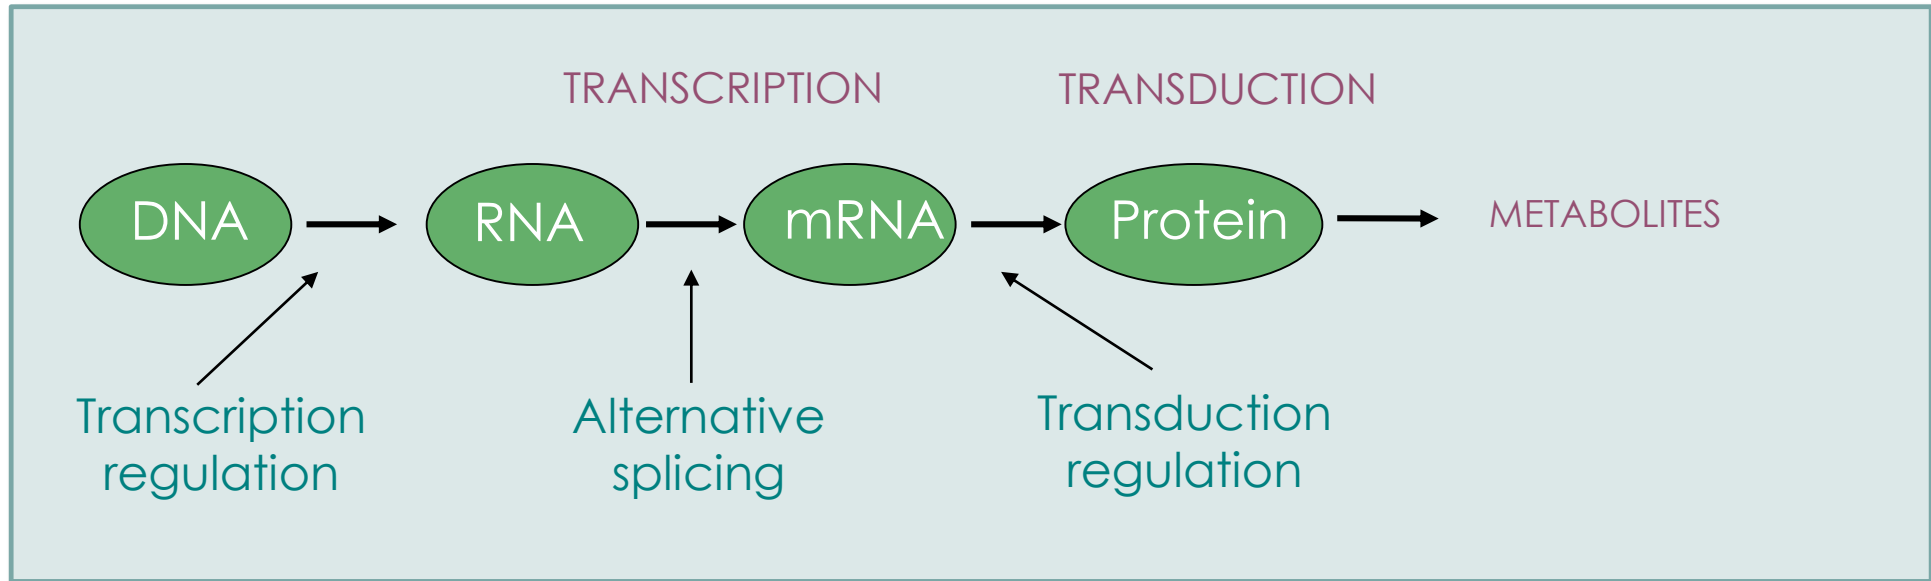 TRANSCRIPTION
TRANSDUCTION
DNA
RNA
mRNA
Protein
METABOLITES
Transcription
regulation
Alternative
splicing
Transduction
regulation